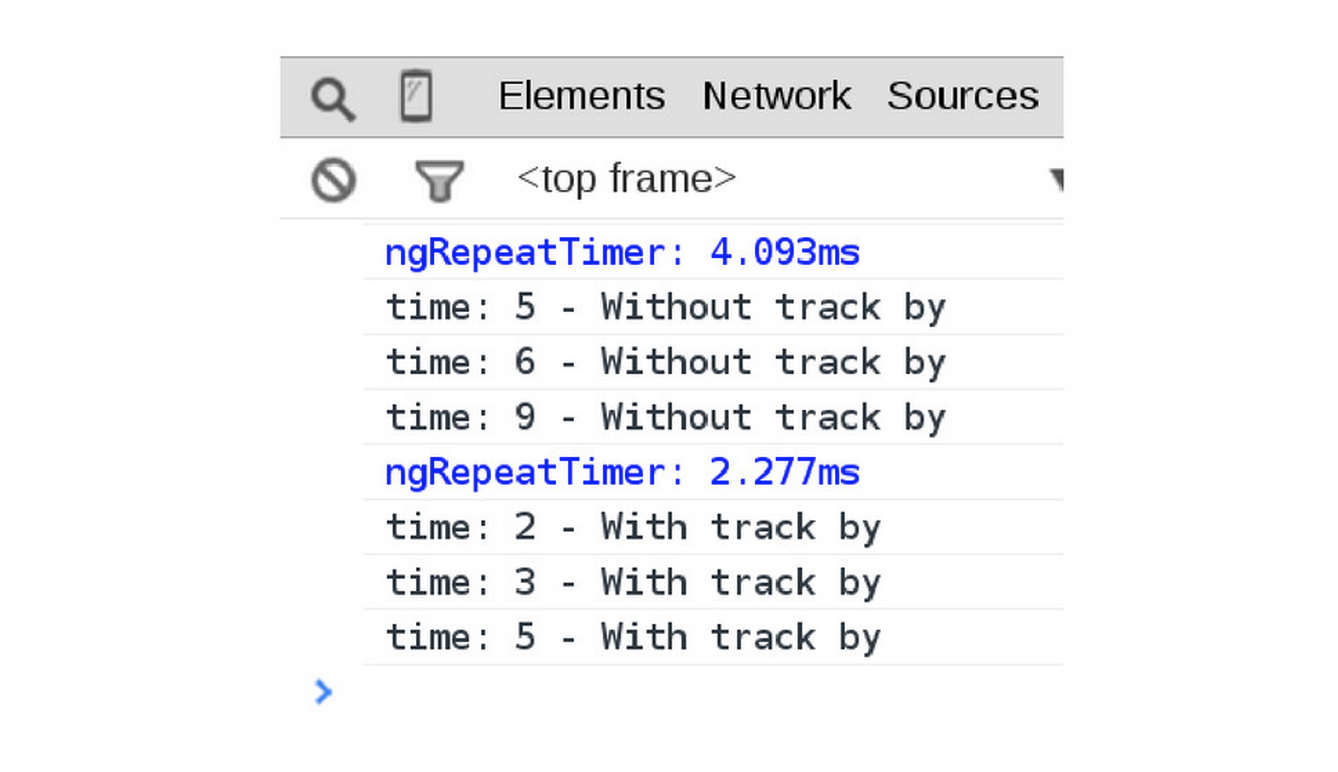 Elements Network Sources
<top frame>
ngRepeatTimer: 4.093ms
time: 5 - Without track by
time: 6 - Without track by
time: 9 - Without track by
ngRepeatTimer: 2.277ms
time: 2 - With track by
time: 3 - With track by
time: 5 - With track by